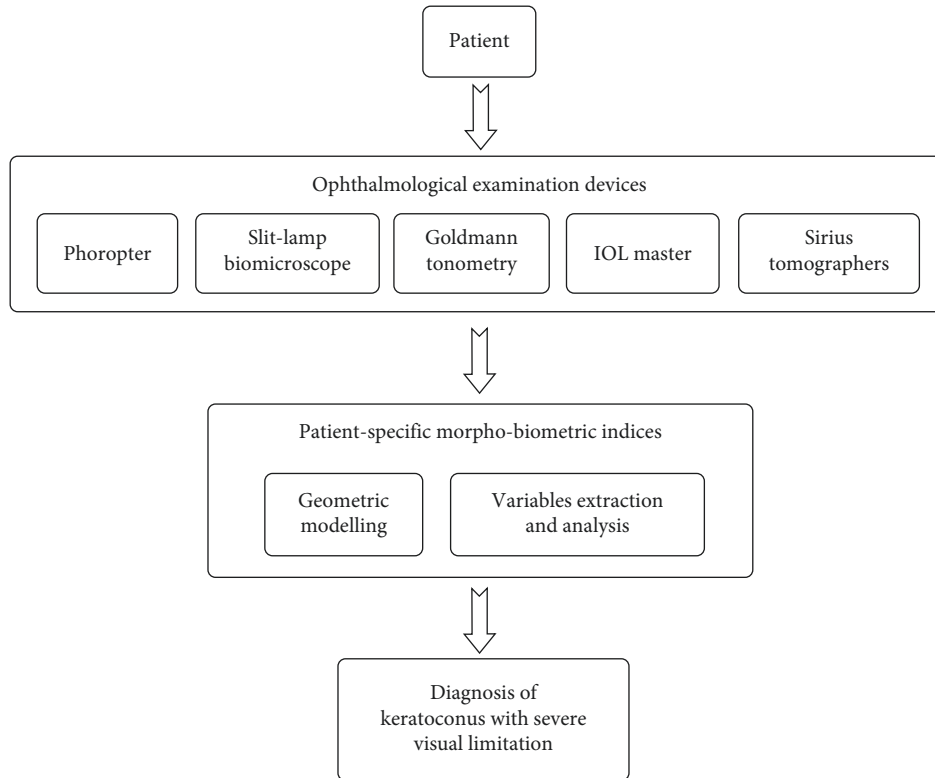 Patient
Ophthalmological examination devices
Phoropter
Slit-lamp
biomicroscope
Goldmann
tonometry
IOL master
Sirius
tomographers
Patient-specific morpho-biometric indices
Geometric
modelling
Variables extraction
and analysis
Diagnosis of
keratoconus with severe
visual limitation